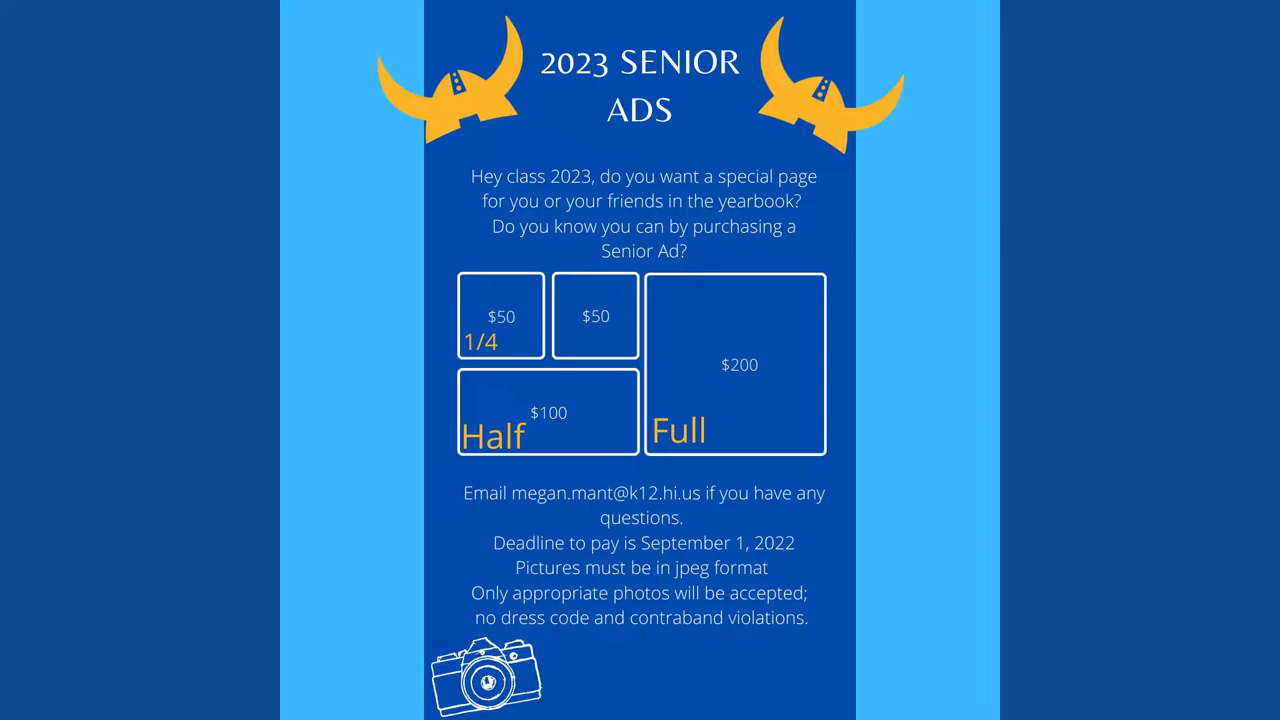 2023 SENIOR
ADS
Hey class 2023, do you want a special page
for you or your friends in the yearbook?
Do you know you can by purchasing a
Senior Ad?
$50
1/4
$50
$200
$100
Half
Full
Email megan.mant@k12.hi.us if you have any
questions.
Deadline to pay is September 1, 2022
Pictures must be in jpeg format
Only appropriate photos will be accepted;
no dress code and contraband violations.